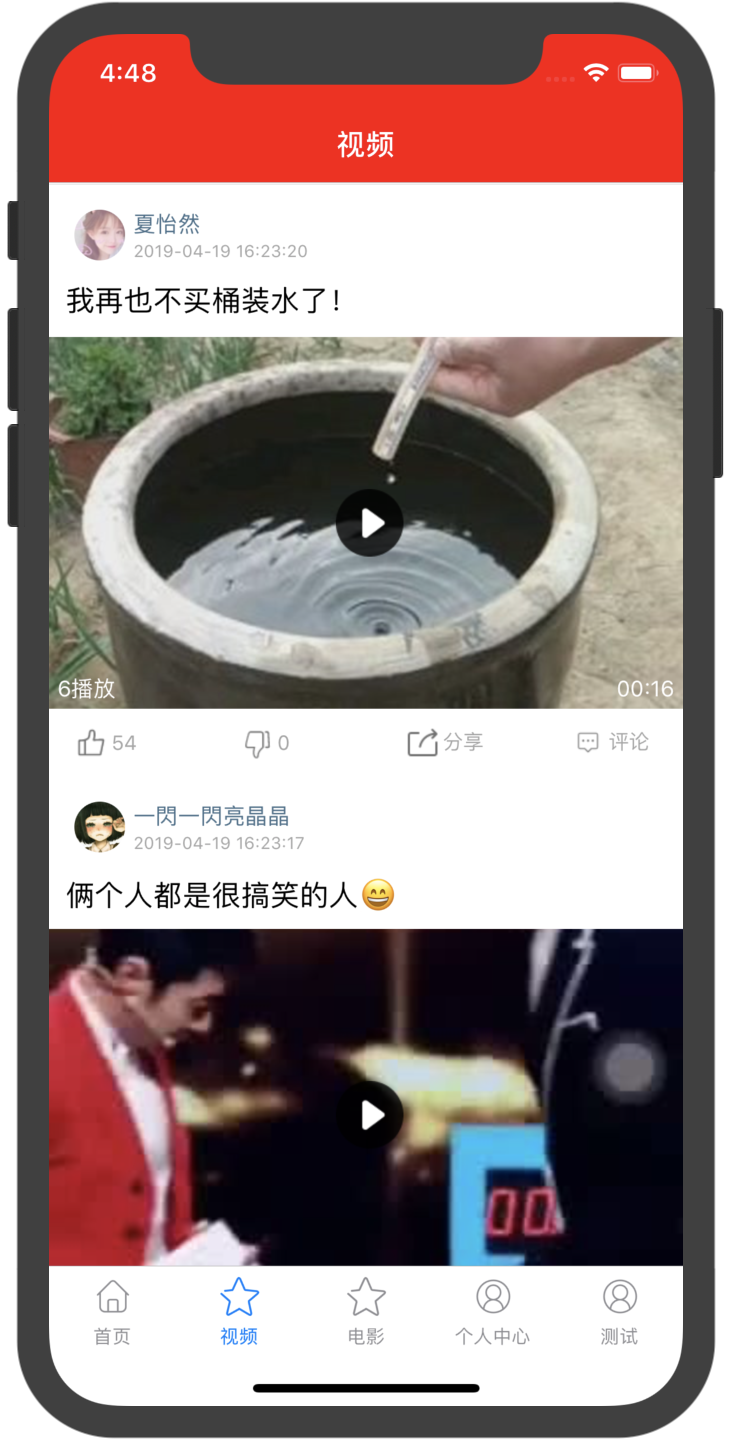 4:48
视频
夏怡然
2019-04-19 16:23:20
我再也不买桶装水了！
6播放
00:16
54
0
分享
评论
一閃一閃亮晶晶
2019-04-19 16:23:17
俩个人都是很搞笑的人😄
00
首页
视频
电影
个人中心
测试